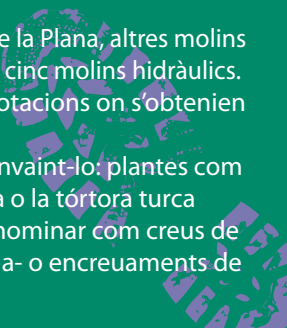 e la Plana, altres molins
cinc molins hidràulics.
otacions on s’obtenien
nvaint-lo: plantes com
a o la tórtora turca
nominar com creus de
a- o encreuaments de